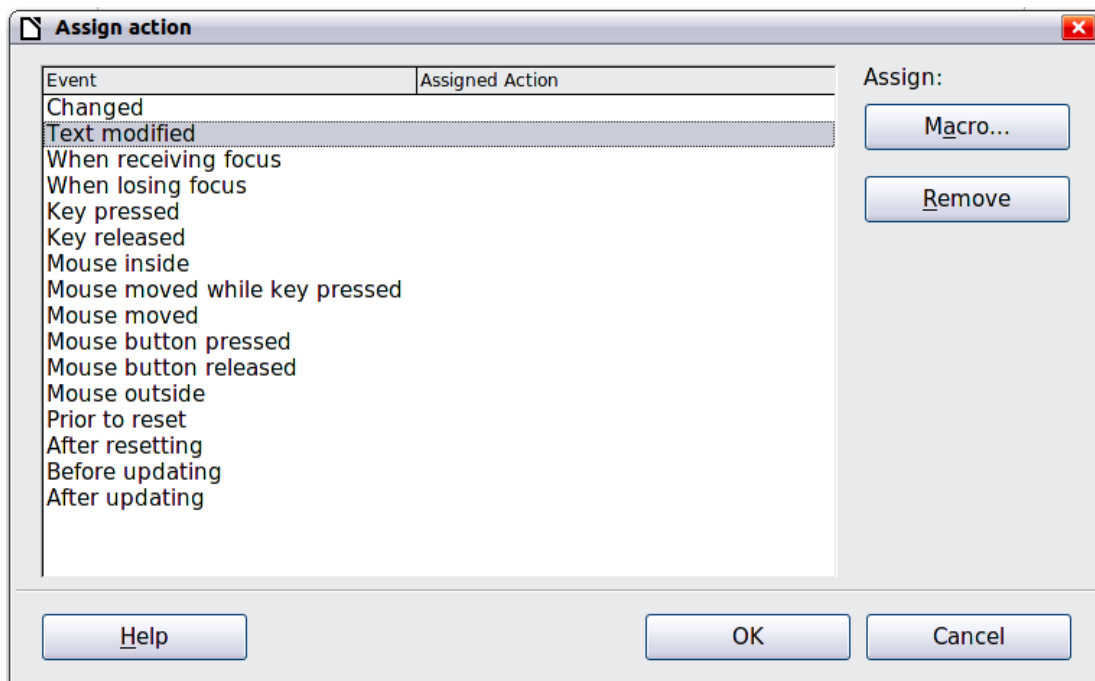 Assign action
Event Assigned Action
Changed
Text modified
When receiving focus
When losing focus
Key pressed
Key released
Mouse inside
Mouse moved while key pressed
Mouse moved
Mouse button pressed
Mouse button released
Mouse outside
Prior to reset
After resetting
Before updating
After updating
Assign:
Macro...
Remove
Help OK Cancel